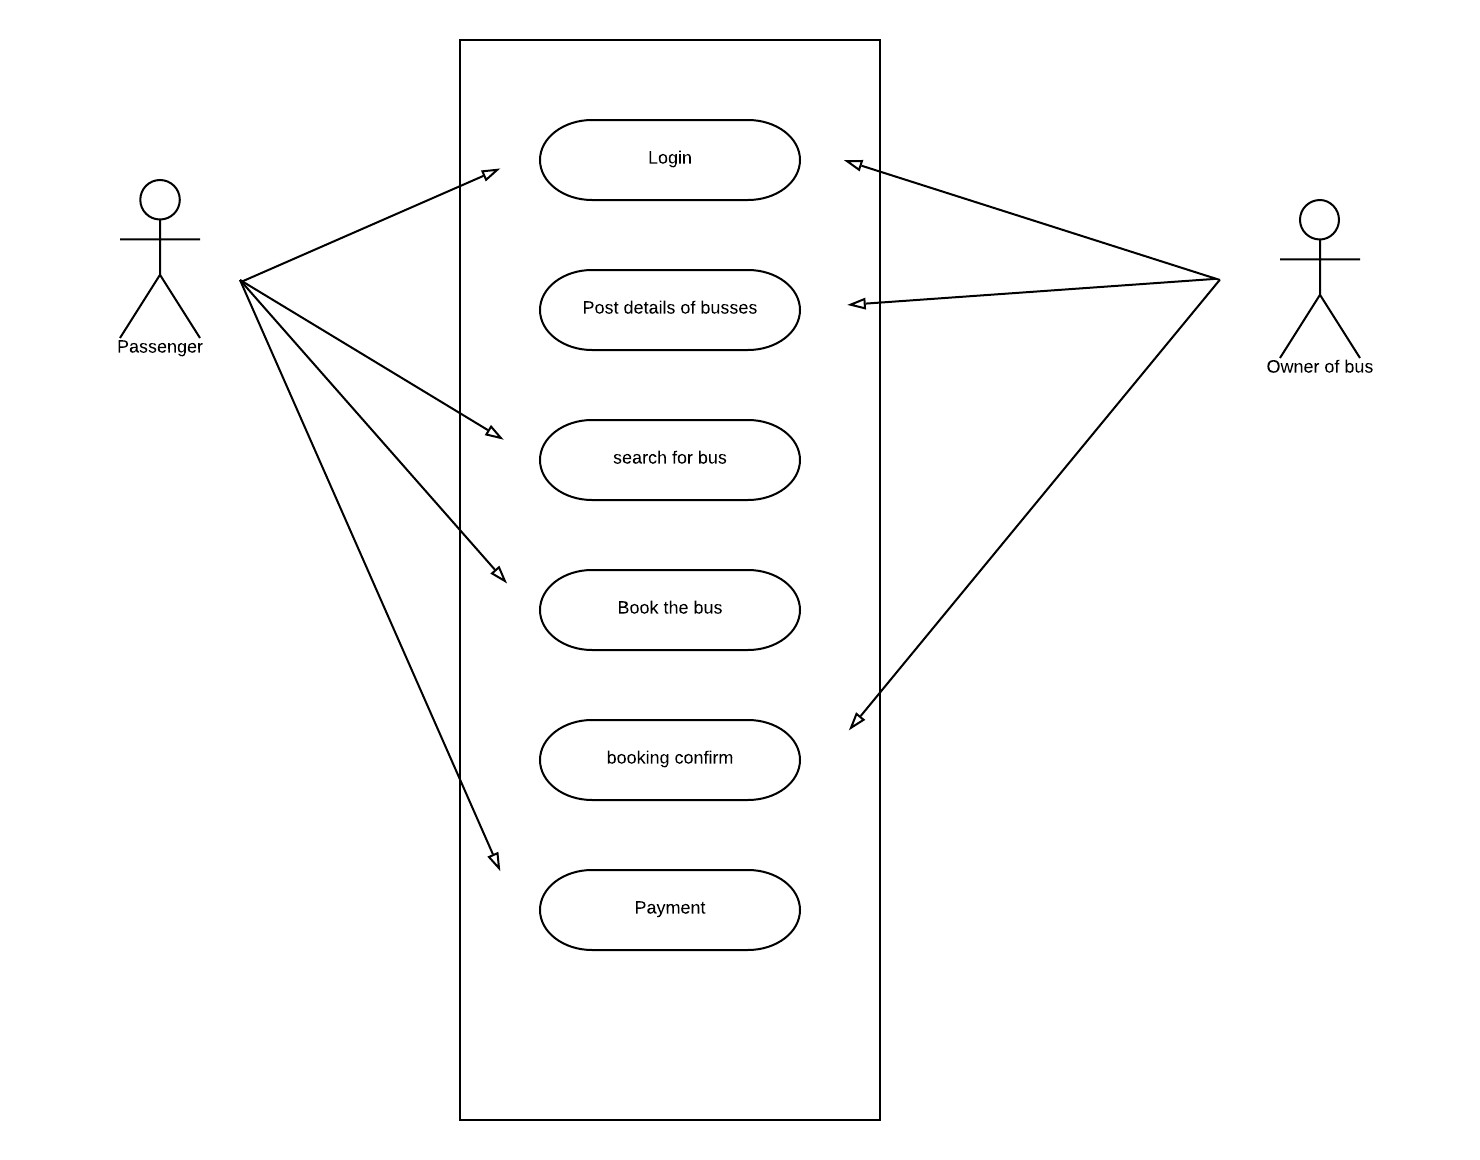 Login
Post details of busses
Passenger
Owner of bus
search for bus
Book the bus
booking confirm
Payment